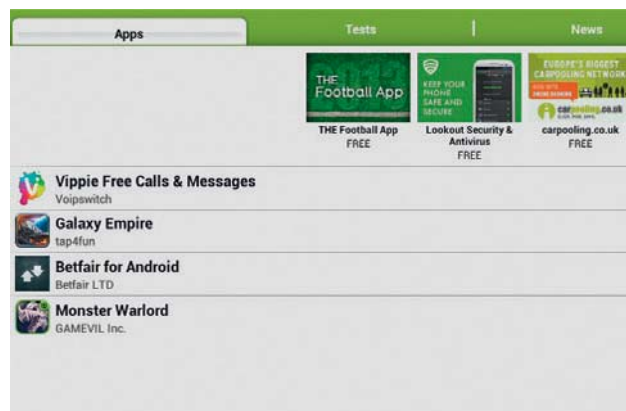 Apps
Tests
News
THE
Football App
KEEP YOUR
PHONE
SAFE AND
SECURE
EUROPE'S BIGGEST
CARPOOLING NETWORK
carpooling.co.uk
THE Football App
FREE
Lookout Security &
Antivirus
FREE
carpooling.co.uk
FREE
Vippie Free Calls & Messages
Voipswitch
Galaxy Empire
tap4fun
Betfair for Android
Betfair LTD
Monster Warlord
GAMEVIL Inc.